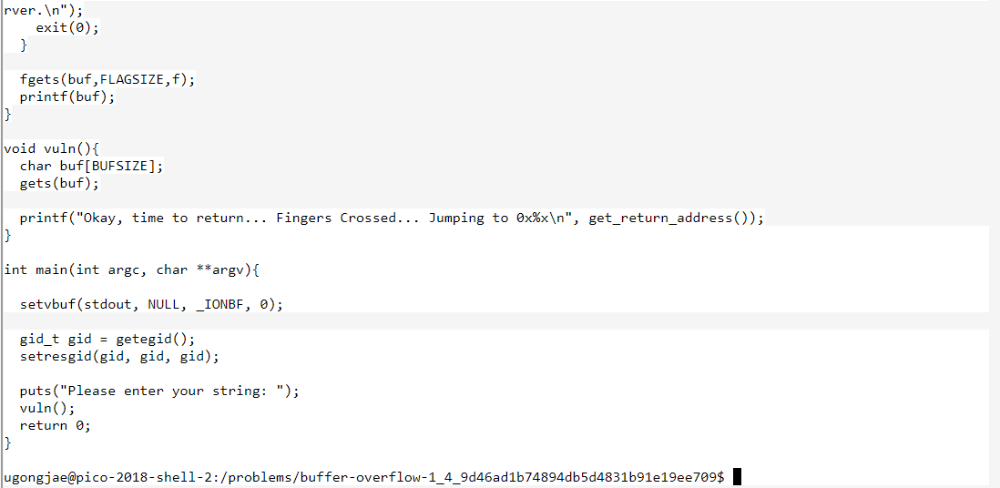 rver.\n");
    exit(0);
  }

  fgets(buf,FLAGSIZE,f);
  printf(buf);
}

void vuln(){
  char buf[BUFSIZE];
  gets(buf);

  printf("Okay, time to return... Fingers Crossed... Jumping to 0x%x\n", get_return_address());
}

int main(int argc, char **argv){

  setvbuf(stdout, NULL, _IONBF, 0);

  gid_t gid = getegid();
  setresgid(gid, gid, gid);

  puts("Please enter your string: ");
  vuln();
  return 0;
}

ugongjae@pico-2018-shell-2:/problems/buffer-overflow-1_4_9d46ad1b74894db5d4831b91e19ee709$